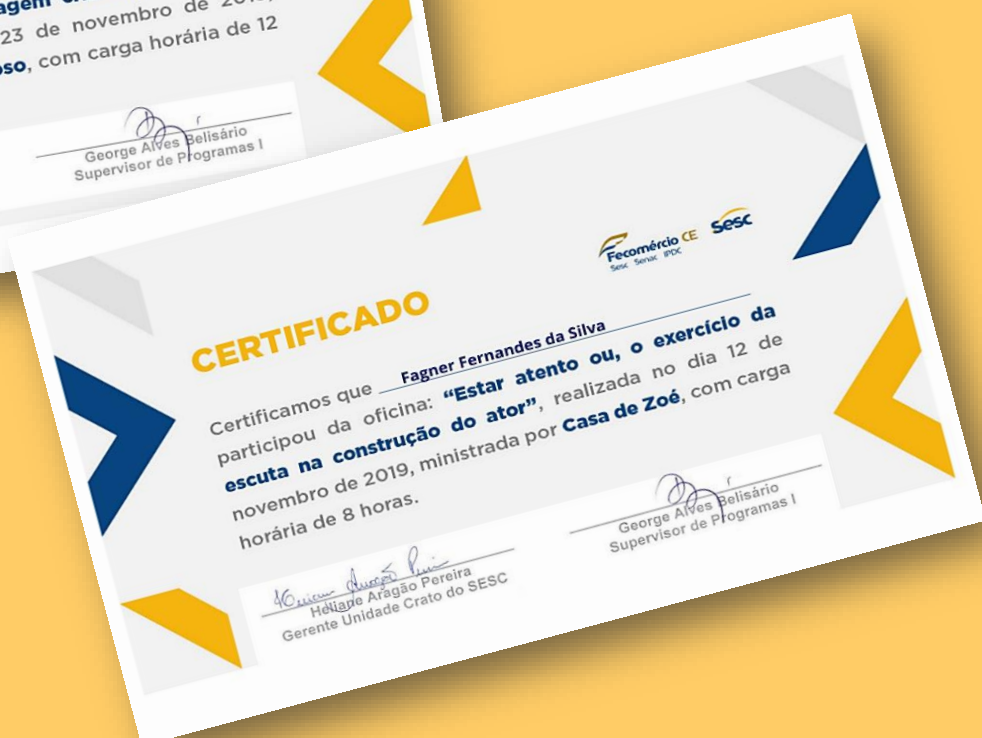 23 de novembro de
, com carga horária de 12
George Alves Belisário
Supervisor de Programas I
Fecomércio CE Sesc
Sesc Senac IPDC
CERTIFICADO
Certificamos que Fagner Fernandes da Silva
participou da oficina: “Estar atento ou, o exercício da
escuta na construção do ator”, realizada no dia 12 de
novembro de 2019, ministrada por Casa de Zoé, com carga
horária de 8 horas.
Heliane Aragão Pereira
Gerente Unidade Crato do SESC
George Alves Belisário
Supervisor de Programas I